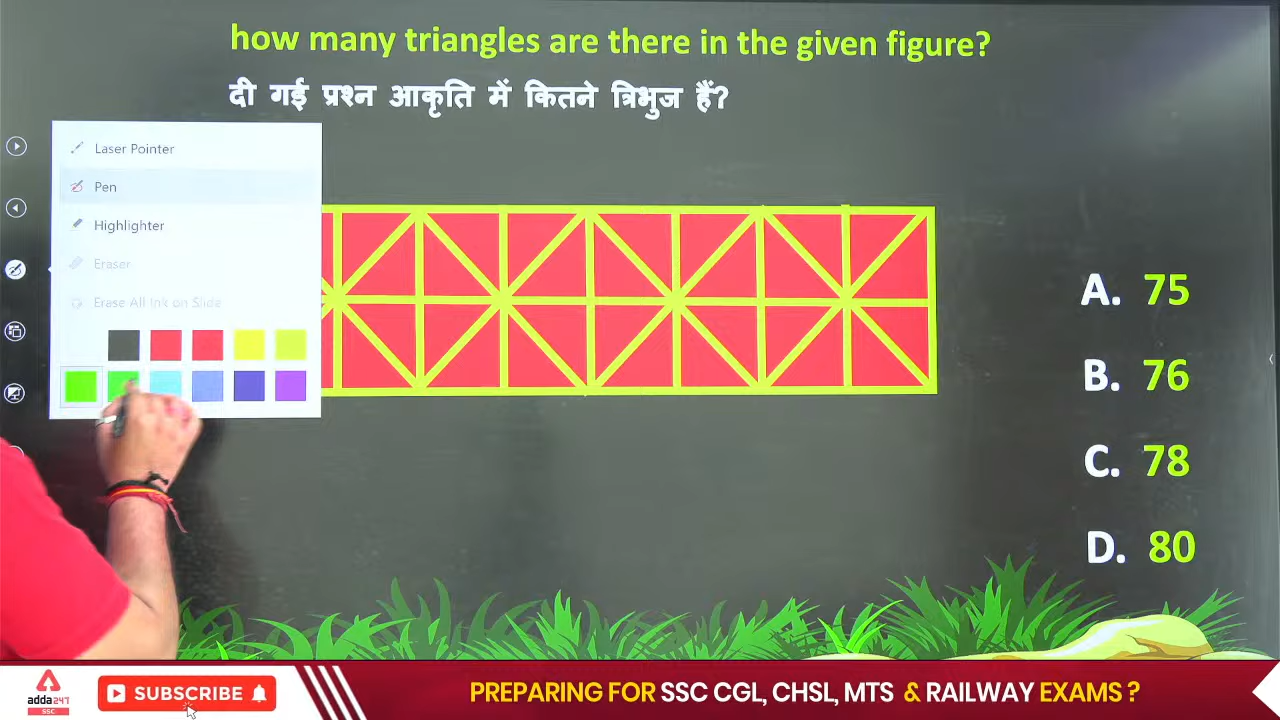 how many triangles are there in the given figure?
दी गई प्रश्न आकृति में कितने त्रिभुज हैं?
Laser Pointer
Pen
Highlighter
Eraser
Erase All Ink on Slide
A. 75
B. 76
C. 78
D. 80
adda247
SSC
SUBSCRIBE
PREPARING FOR SSC CGL, CHSL, MTS & RAILWAY EXAMS ?